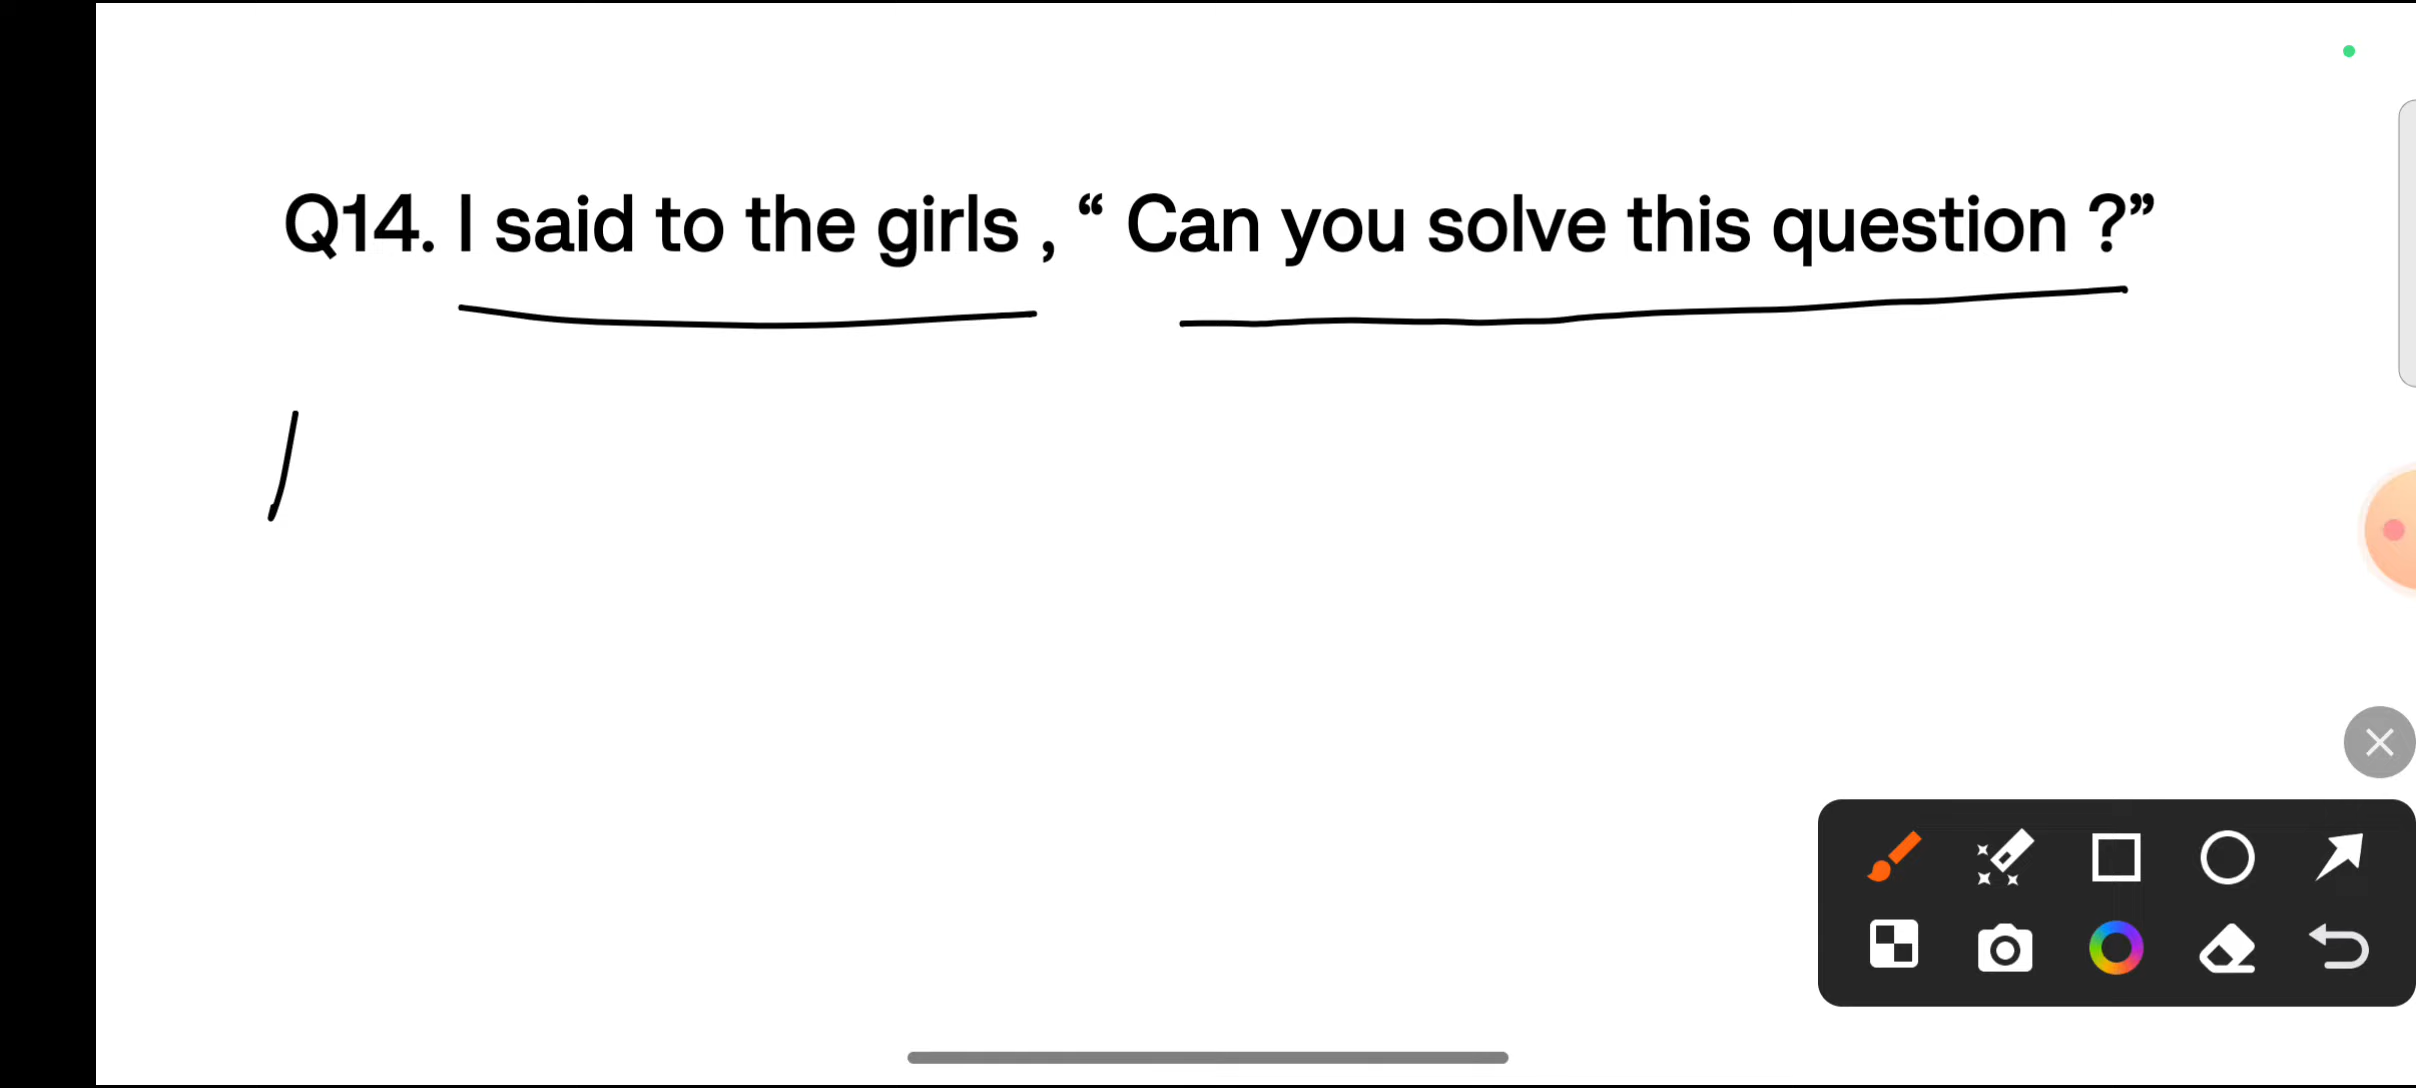 Q14. I said to the girls , “ Can you solve this question ?”